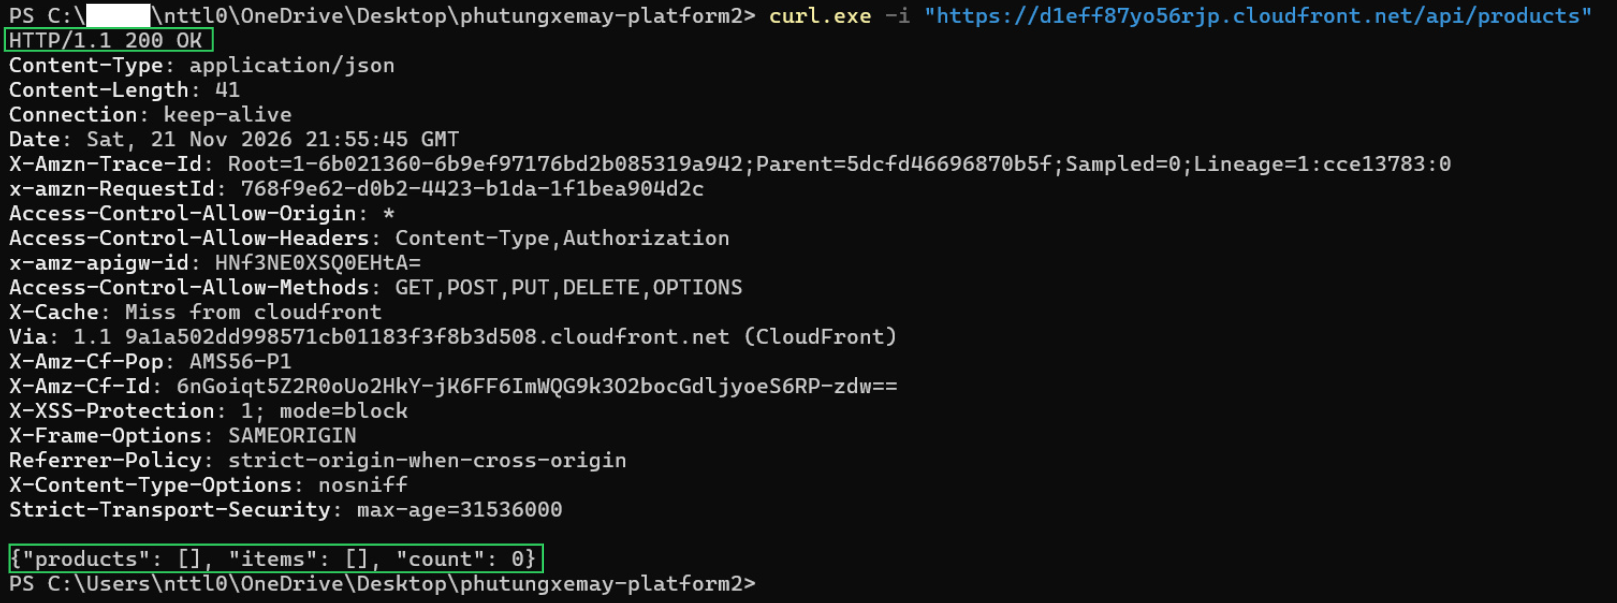 PS C:\ \nttl0\OneDrive\Desktop\phutungxemay-platform2> curl.exe -i "https://d1eff87yo56rjp.cloudfront.net/api/products"
HTTP/1.1 200 OK
Content-Type: application/json
Content-Length: 41
Connection: keep-alive
Date: Sat, 21 Nov 2026 21:55:45 GMT
X-Amzn-Trace-Id: Root=1-6b021360-6b9ef97176bd2b085319a942;Parent=5dcfd46696870b5f;Sampled=0;Lineage=1:cce13783:0
x-amzn-RequestId: 768f9e62-d0b2-4423-b1da-1f1bea904d2c
Access-Control-Allow-Origin: *
Access-Control-Allow-Headers: Content-Type,Authorization
x-amz-apigw-id: HNf3NE0XSQ0EHtA=
Access-Control-Allow-Methods: GET,POST,PUT,DELETE,OPTIONS
X-Cache: Miss from cloudfront
Via: 1.1 9a1a502dd998571cb01183f3f8b3d508.cloudfront.net (CloudFront)
X-Amz-Cf-Pop: AMS56-P1
X-Amz-Cf-Id: 6nGoiqt5Z2R0oUo2HkY-jK6FF6ImWQG9k3O2bocGdljyoeS6RP-zdw==
X-XSS-Protection: 1; mode=block
X-Frame-Options: SAMEORIGIN
Referrer-Policy: strict-origin-when-cross-origin
X-Content-Type-Options: nosniff
Strict-Transport-Security: max-age=31536000
{"products": [], "items": [], "count": 0}
PS C:\Users\nttl0\OneDrive\Desktop\phutungxemay-platform2>